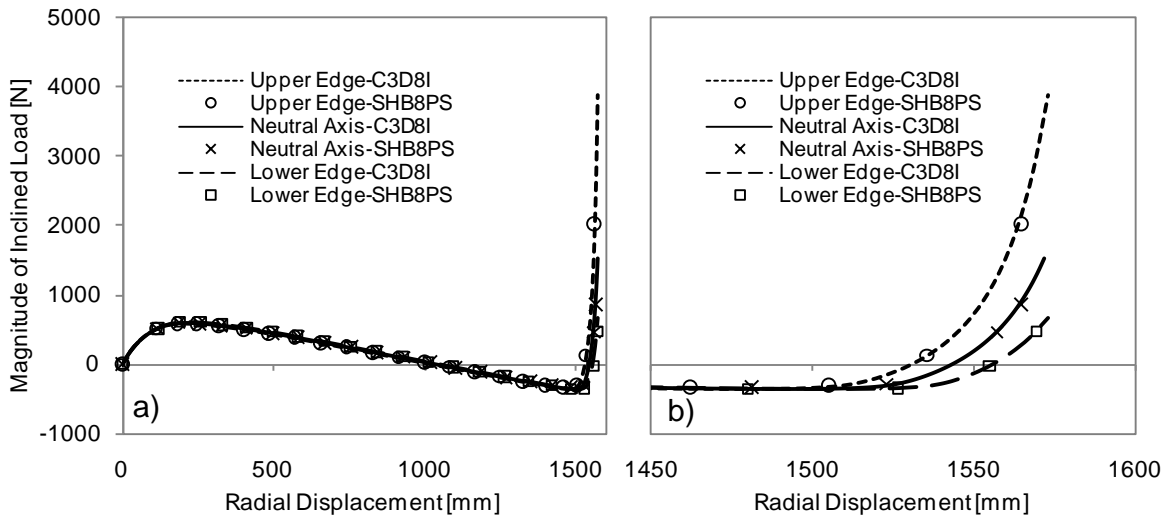 5000
4000
3000
2000
1000
0
-1000
Magnitude of Inclined Load [N]
Upper Edge-C3D8I
Upper Edge-SHB8PS
Neutral Axis-C3D8I
Neutral Axis-SHB8PS
Lower Edge-C3D8I
Lower Edge-SHB8PS
a)
0 500 1000 1500
Radial Displacement [mm]
Upper Edge-C3D8I
Upper Edge-SHB8PS
Neutral Axis-C3D8I
Neutral Axis-SHB8PS
Lower Edge-C3D8I
Lower Edge-SHB8PS
b)
1450 1500 1550 1600
Radial Displacement [mm]